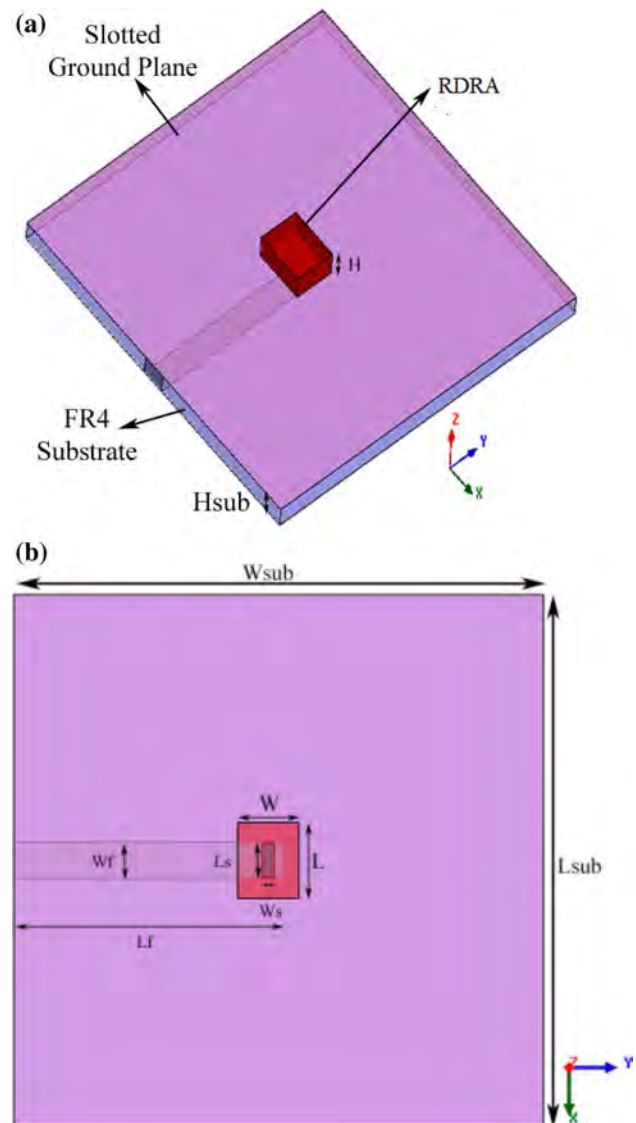 (a)
Slotted
Ground Plane
RDRA
H
FR4
Substrate
Hsub
Z
Y
X
(b)
Wsub
W
Wf
Ls
L
Lsub
Ws
Lf
Z
Y
X